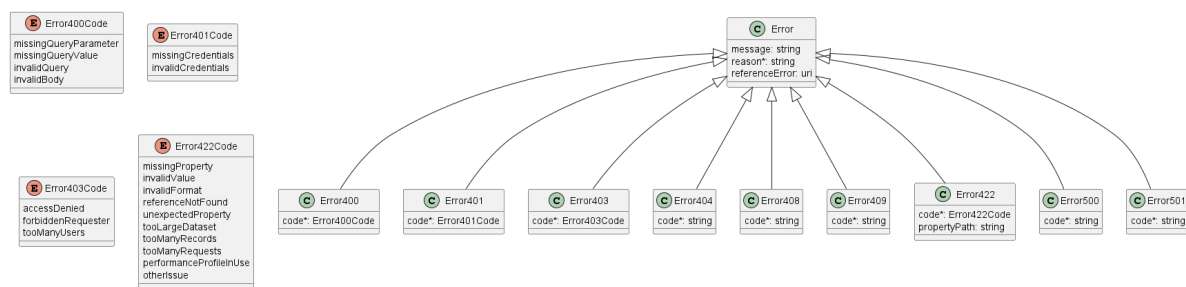 E Error400Code
missingQueryParameter
missingQueryValue
invalidQuery
invalidBody
E Error401Code
missingCredentials
invalidCredentials
C Error
message: string
reason*: string
referenceError: uri
E Error403Code
accessDenied
forbiddenRequester
tooManyUsers
E Error422Code
missingProperty
invalidValue
invalidFormat
referenceNotFound
unexpectedProperty
tooLargeDataset
tooManyRecords
tooManyRequests
performanceProfileInUse
otherIssue
C Error400
code*: Error400Code
C Error401
code*: Error401Code
C Error403
code*: Error403Code
C Error404
code*: string
C Error408
code*: string
C Error409
code*: string
C Error422
code*: Error422Code
propertyPath: string
C Error500
code*: string
C Error501
code*: string